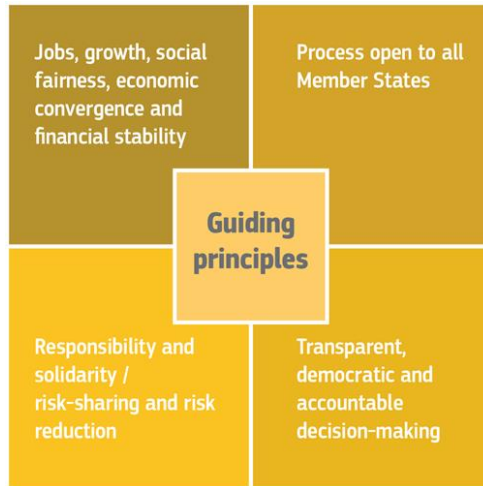 Jobs, growth, social
fairness, economic
convergence and
financial stability
Process open to all
Member States
Guiding
principles
Responsibility and
solidarity /
risk-sharing and risk
reduction
Transparent,
democratic and
accountable
decision-making